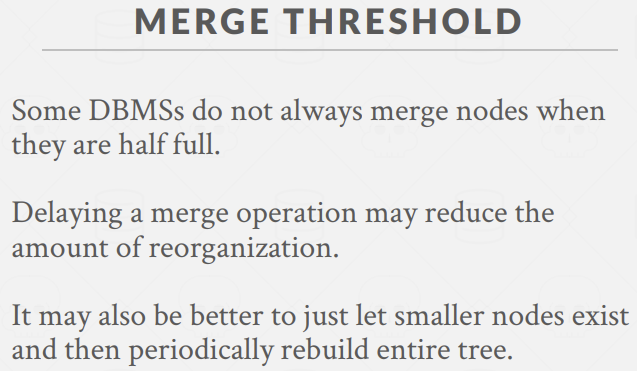 MERGE THRESHOLD
Some DBMSs do not always merge nodes when
they are half full.
Delaying a merge operation may reduce the
amount of reorganization.
It may also be better to just let smaller nodes exist
and then periodically rebuild entire tree.